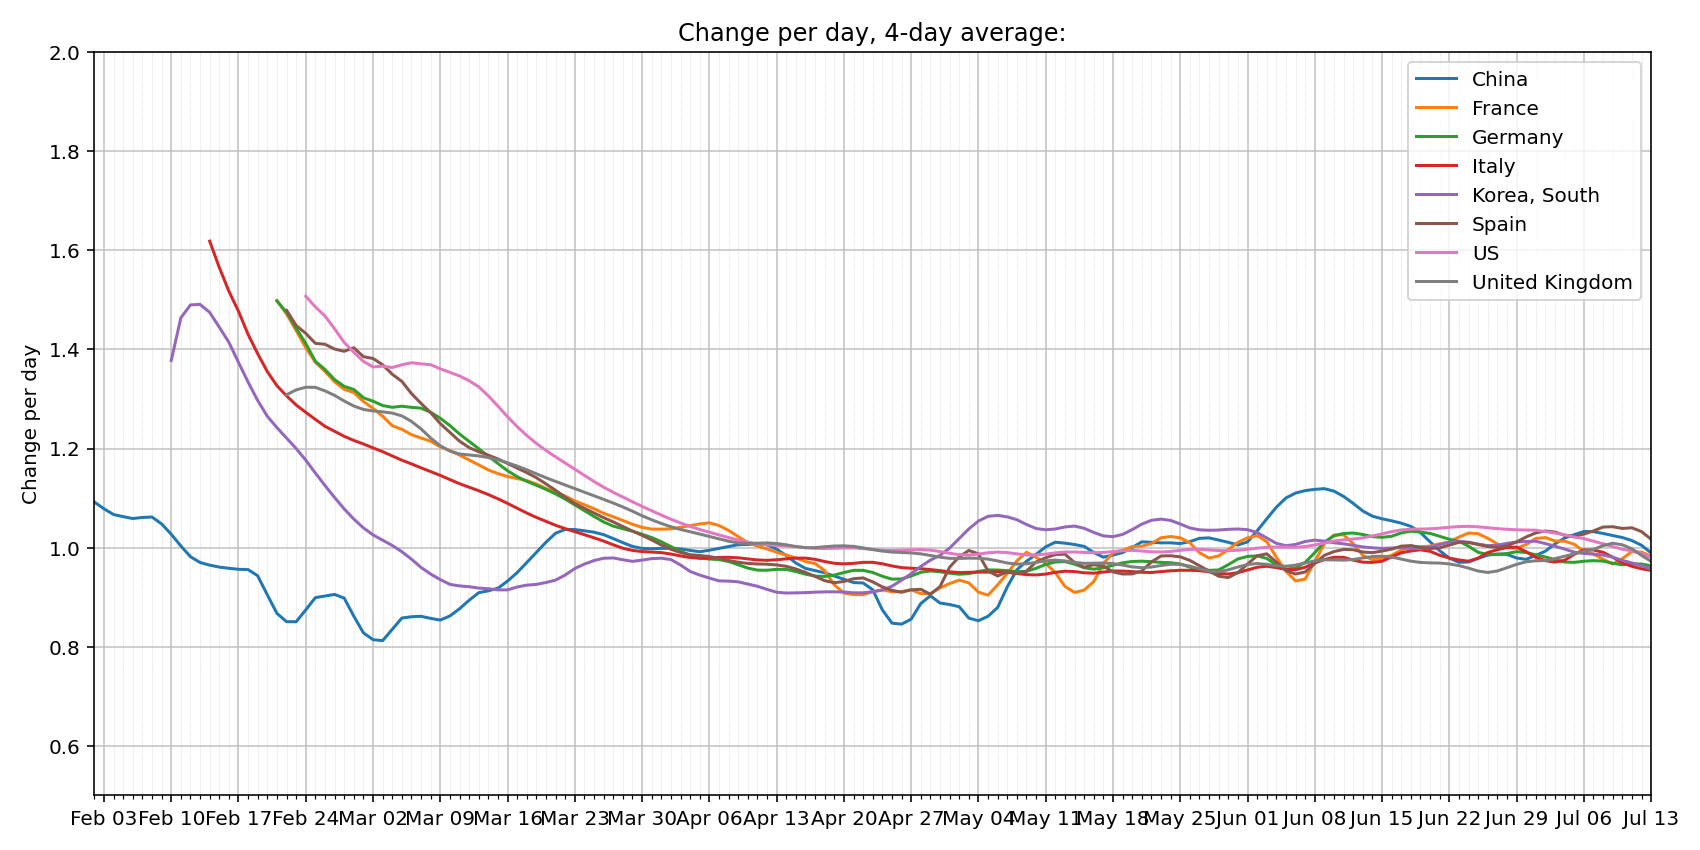 Change per day, 4-day average:
China
France
Germany
Italy
Korea, South
Spain
US
United Kingdom
Change per day
2.0
1.8
1.6
1.4
1.2
1.0
0.8
0.6
Feb 03 Feb 10 Feb 17 Feb 24 Mar 02 Mar 09 Mar 16 Mar 23 Mar 30 Apr 06 Apr 13 Apr 20 Apr 27 May 04 May 11 May 18 May 25 Jun 01 Jun 08 Jun 15 Jun 22 Jun 29 Jul 06 Jul 13